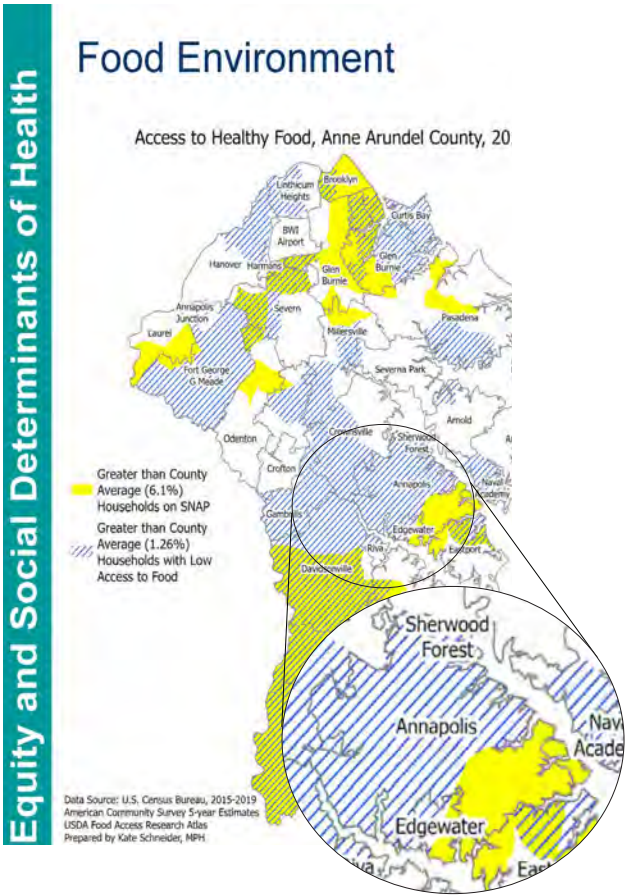 Equity and Social Determinants of Health
Food Environment
Access to Healthy Food, Anne Arundel County, 20
Brooklyn
Linthicum
Heights
Curtis Bay
BWI
Airport
Hanover
Harmans
Glen
Burnie
Glen
Burnie
Annapolis
Junction
Severn
Laurel
Pasadena
Millersville
Fort George
G Meade
Severna Park
Arnold
A
Odenton
Crownsville
Sherwood
Forest
Crofton
Annapolis
Naval
Academy
Gambrills
Edgewater
Riva
Eastport
Davidsonville
Greater than County
Average (6.1%)
Households on SNAP
Greater than County
Average (1.26%)
Households with Low
Access to Food
Sherwood
Forest
Annapolis
Nav
Acade
Edgewater
Riva
East
Data Source: U.S. Census Bureau, 2015-2019
American Community Survey 5-year Estimates
USDA Food Access Research Atlas
Prepared by Kate Schneider, MPH